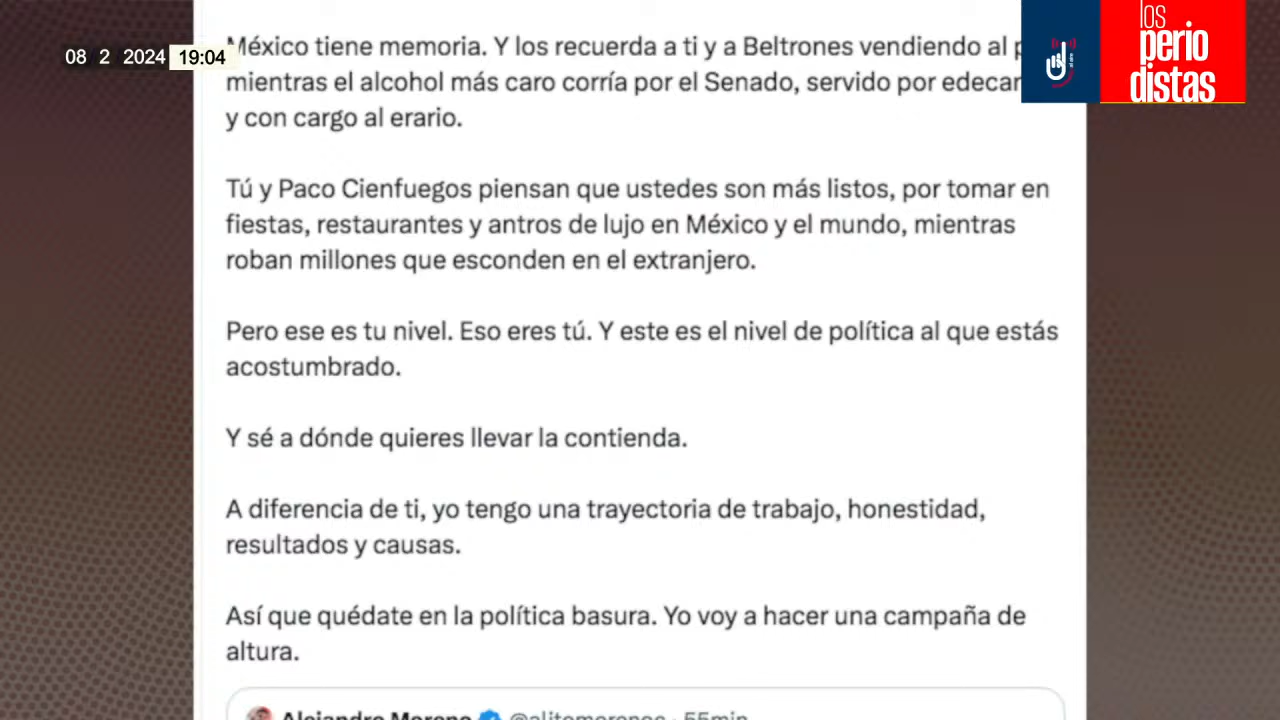 08 2 2024 19:04
los
perio
distas
México tiene memoria. Y los recuerda a ti y a Beltrones vendiendo al
mientras el alcohol más caro corría por el Senado, servido por
y con cargo al erario.
Tú y Paco Cienfuegos piensan que ustedes son más listos, por tomar en
fiestas, restaurantes y antros de lujo en México y el mundo, mientras
roban millones que esconden en el extranjero.
Pero ese es tu nivel. Eso eres tú. Y este es el nivel de política al que estás
acostumbrado.
Y sé a dónde quieres llevar la contienda.
A diferencia de ti, yo tengo una trayectoria de trabajo, honestidad,
resultados y causas.
Así que quédate en la política basura. Yo voy a hacer una campaña de
altura.
Alejandro Moreno @alitomorenoc · 55min